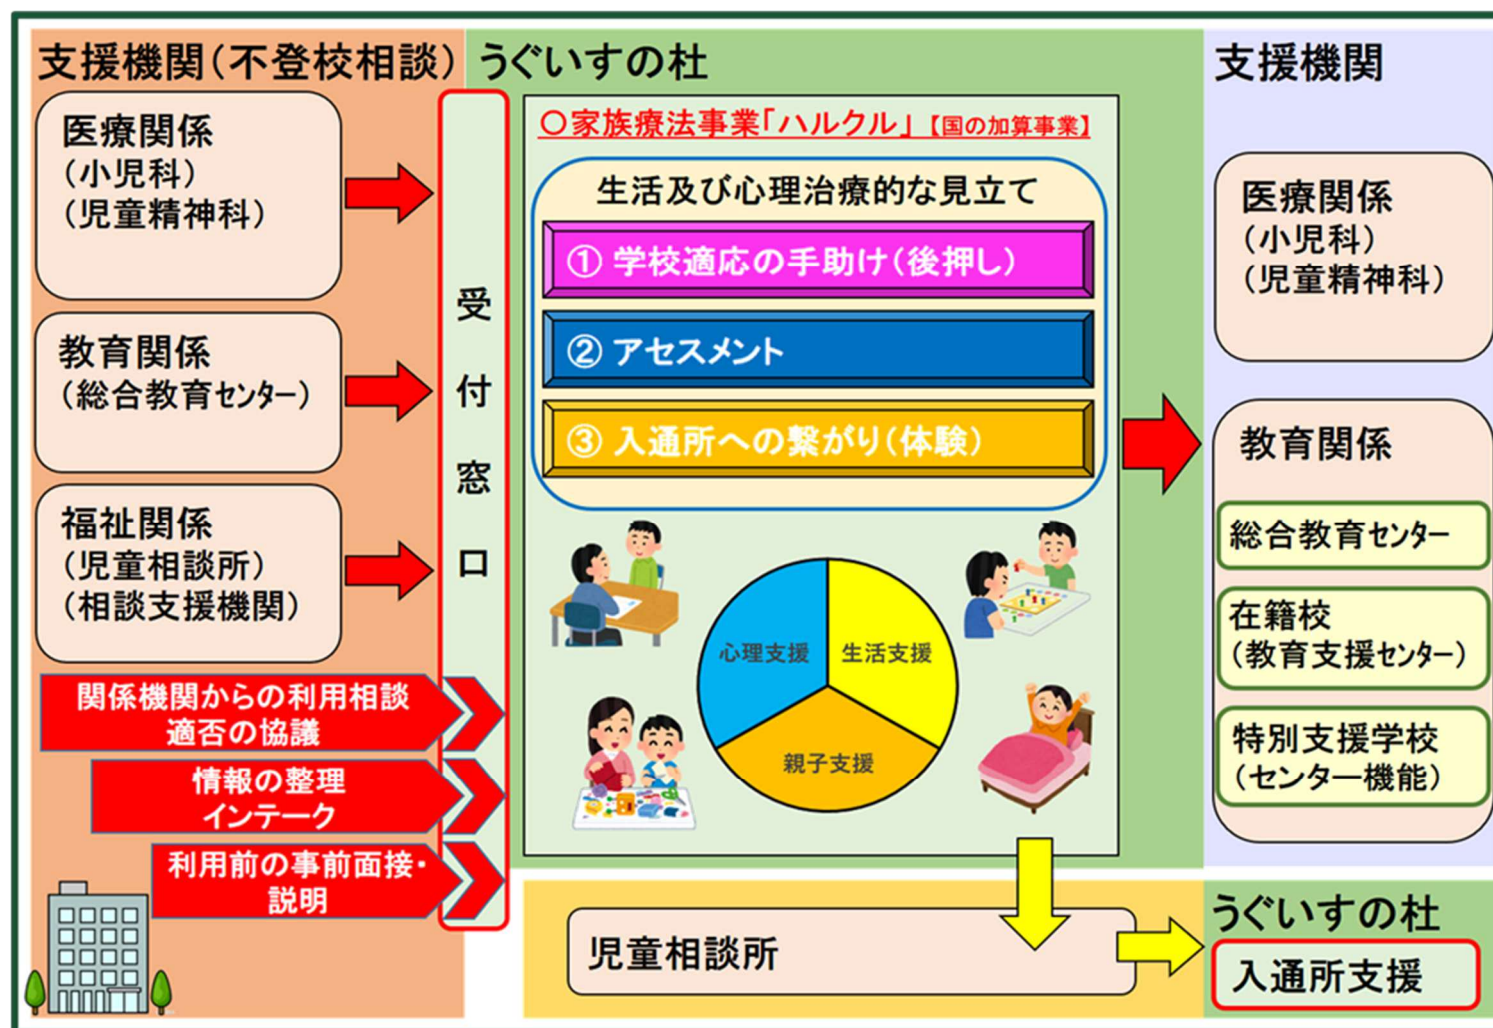 支援機関(不登校相談)
医療関係
(小児科)
(児童精神科)
教育関係
(総合教育センター)
福祉関係
(児童相談所)
(相談支援機関)
関係機関からの利用相談
適否の協議
情報の整理
インテーク
利用前の事前面接・
説明
受付窓口
うぐいすの杜
〇家族療法事業「ハルクル」【国の加算事業】
生活及び心理治療的な見立て
① 学校適応の手助け(後押し)
② アセスメント
③ 入通所への繋がり(体験)
心理支援
生活支援
親子支援
児童相談所
支援機関
医療関係
(小児科)
(児童精神科)
教育関係
総合教育センター
在籍校
(教育支援センター)
特別支援学校
(センター機能)
うぐいすの杜
入通所支援